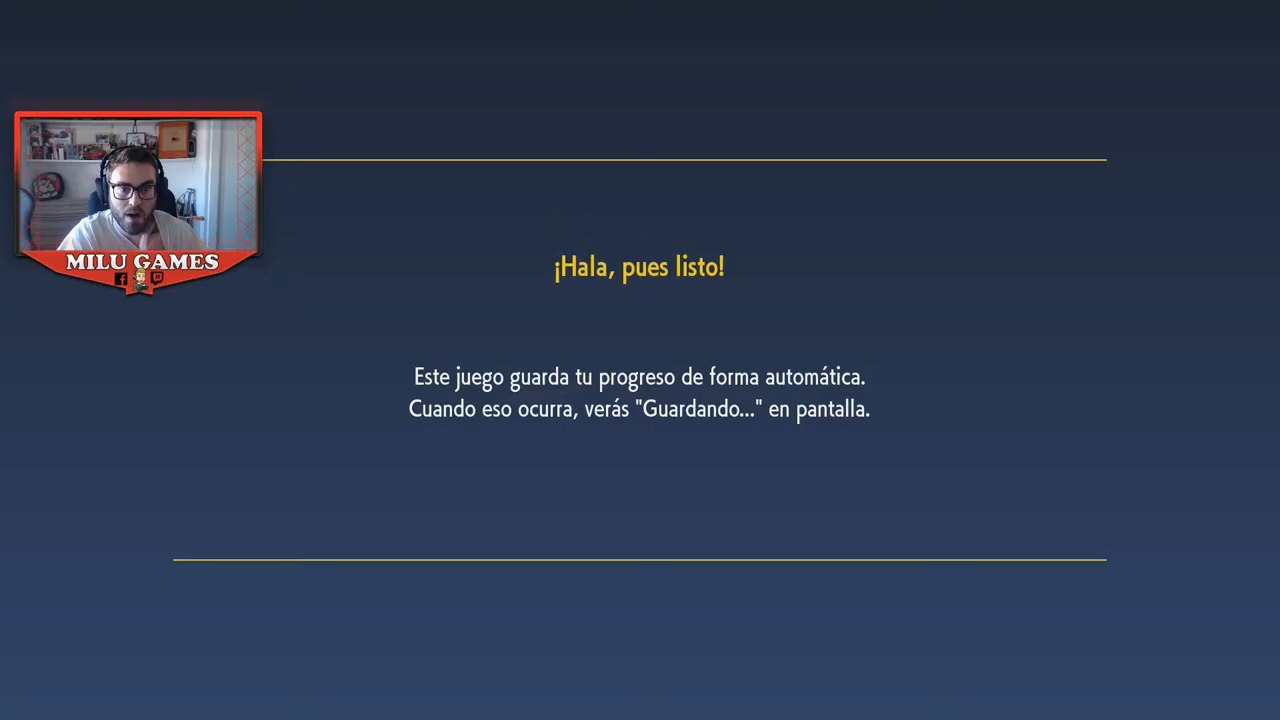 MILU GAMES
¡Hala, pues listo!
Este juego guarda tu progreso de forma automática.
Cuando eso ocurra, verás "Guardando..." en pantalla.